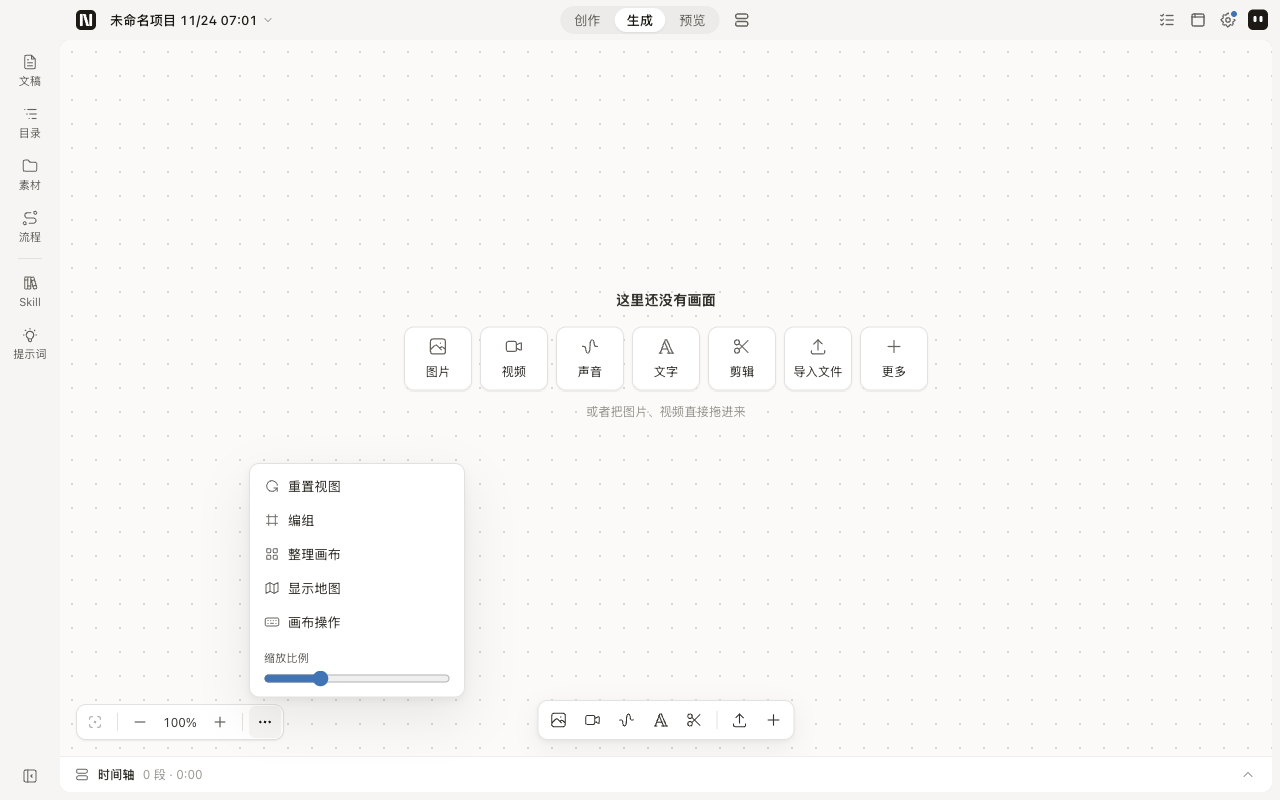 未命名项目 11/24 07:01
创作
生成
预览
文稿
目录
素材
流程
Skill
提示词
这里还没有画面
图片
视频
声音
文字
剪辑
导入文件
更多
或者把图片、视频直接拖进来
重置视图
编组
整理画布
显示地图
画布操作
缩放比例
100%
时间轴 0 段 · 0:00